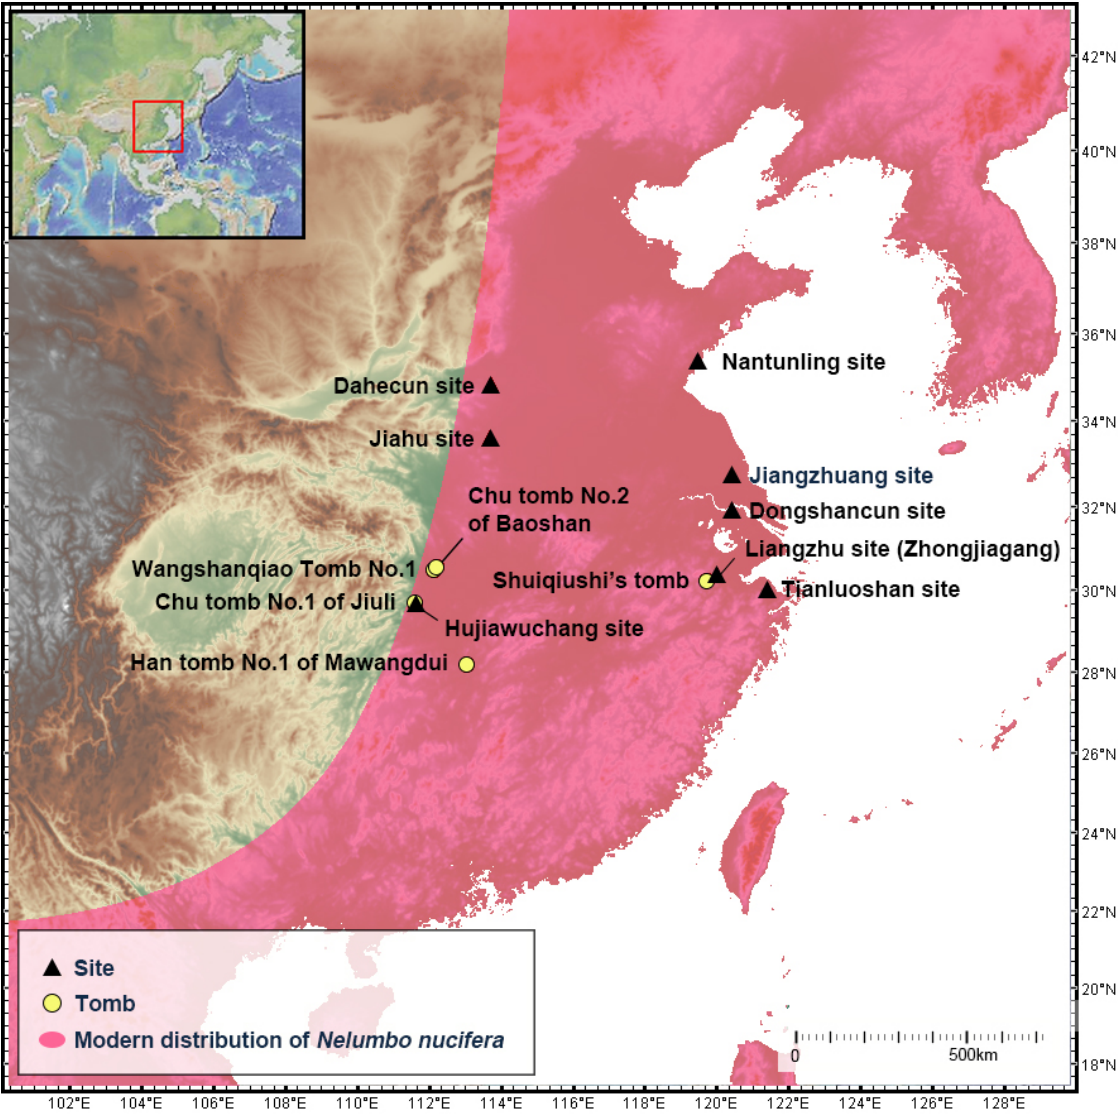 42°N
40°N
38°N
36°N
Nantunling site
Dahecun site
34°N
Jiahu site
Jiangzhuang site
Chu tomb No.2
of Baoshan
32°N
Dongshancun site
Liangzhu site (Zhongjiagang)
Wangshanqiao Tomb No.1
Shuiqiushi's tomb
30°N
Tianluoshan site
Chu tomb No.1 of Jiuli
Hujiawuchang site
Han tomb No.1 of Mawangdui
28°N
26°N
24°N
22°N
Site
20°N
Tomb
Modern distribution of Nelumbo nucifera
0 500km
18°N
102°E 104°E 106°E 108°E 110°E 112°E 114°E 116°E 118°E 120°E 122°E 124°E 126°E 128°E